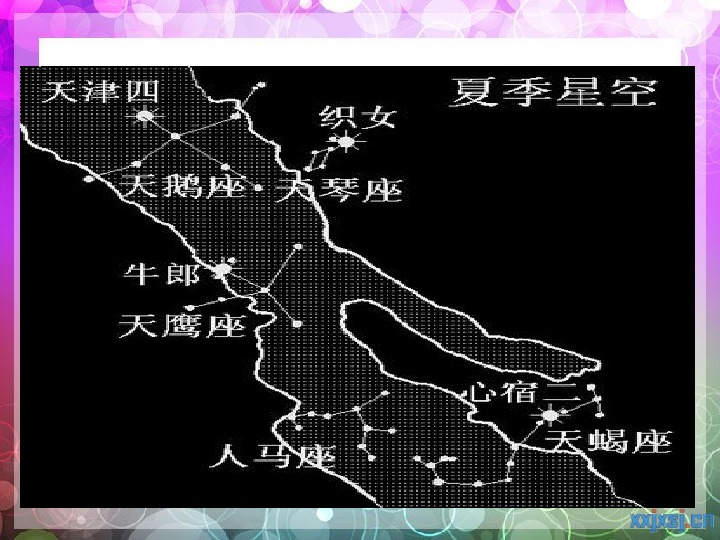 夏季星空
天津四
织女
天鹅座
天琴座
牛郎
天鹰座
心宿二
天蝎座
人马座
xxjxsj.cn